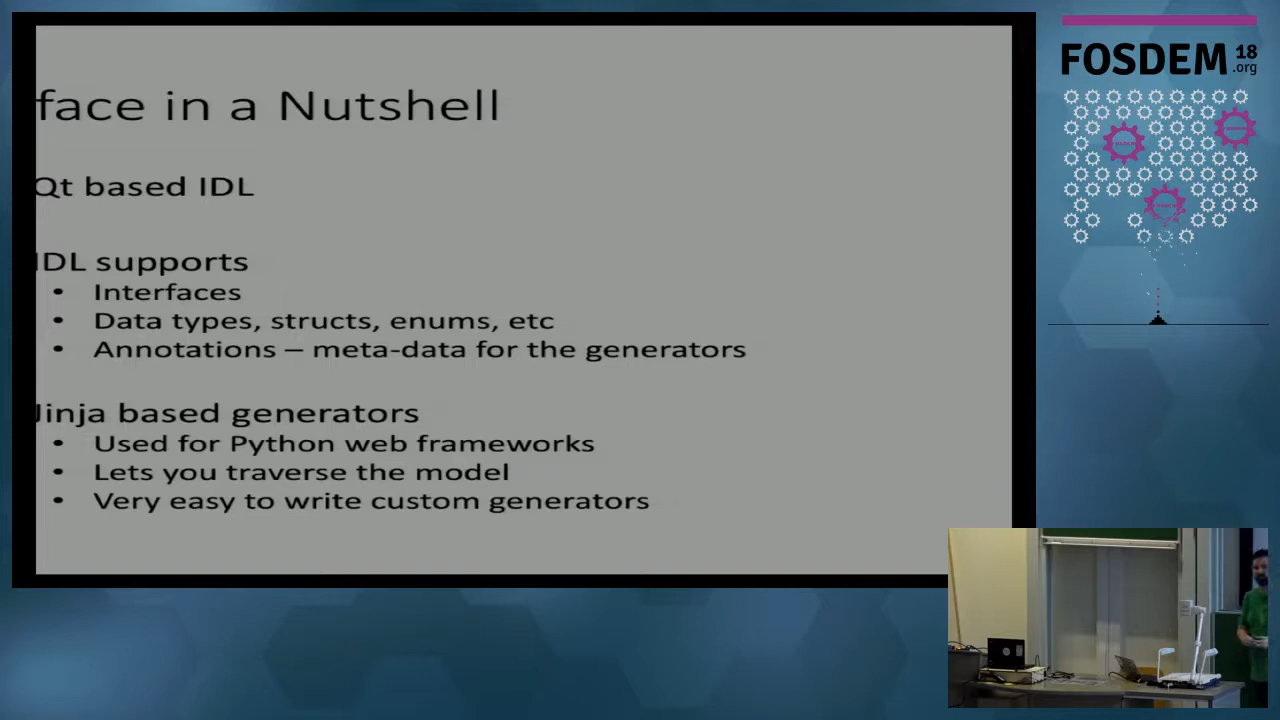 face in a Nutshell
Qt based IDL
IDL supports
• Interfaces
• Data types, structs, enums, etc
• Annotations – meta-data for the generators
Jinja based generators
• Used for Python web frameworks
• Lets you traverse the model
• Very easy to write custom generators
FOSDEM 18
.org